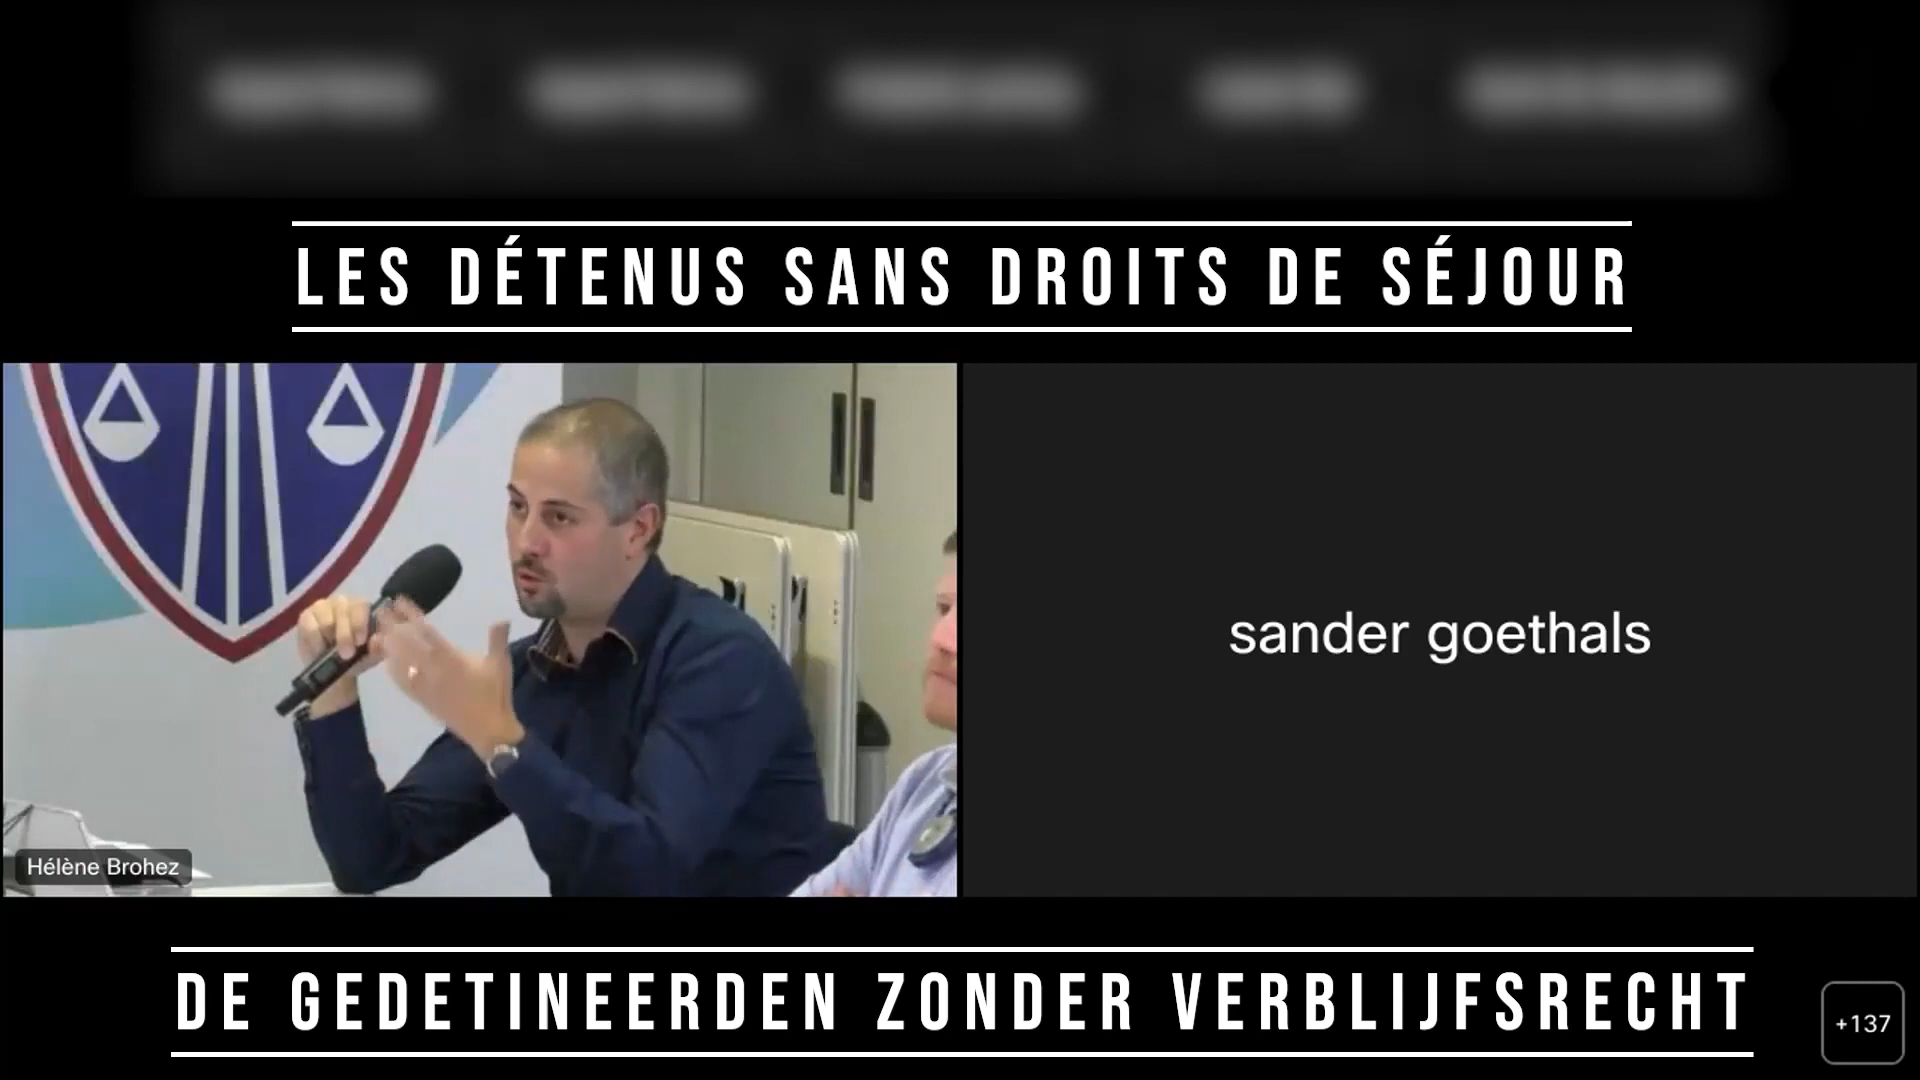 LES DÉTENUS SANS DROITS DE SÉJOUR
sander goethals
Hélène Brohez
DE GEDETINEERDEN ZONDER VERBLIJFSRECHT
+137